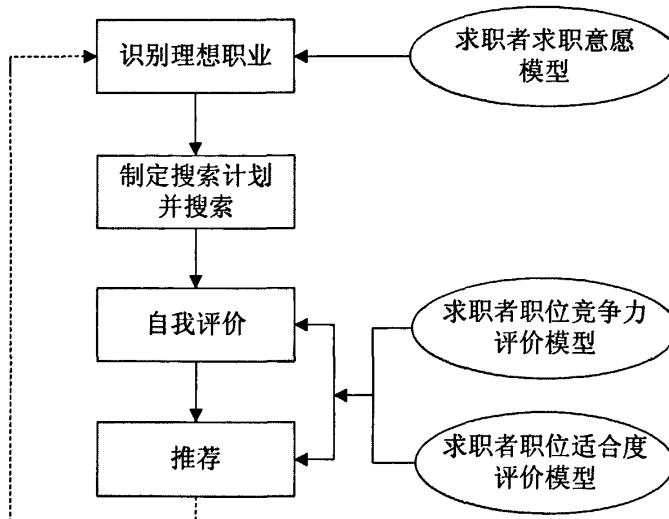 识别理想职业
求职者求职意愿
模型
制定搜索计划
并搜索
自我评价
求职者职位竞争力
评价模型
推荐
求职者职位适合度
评价模型